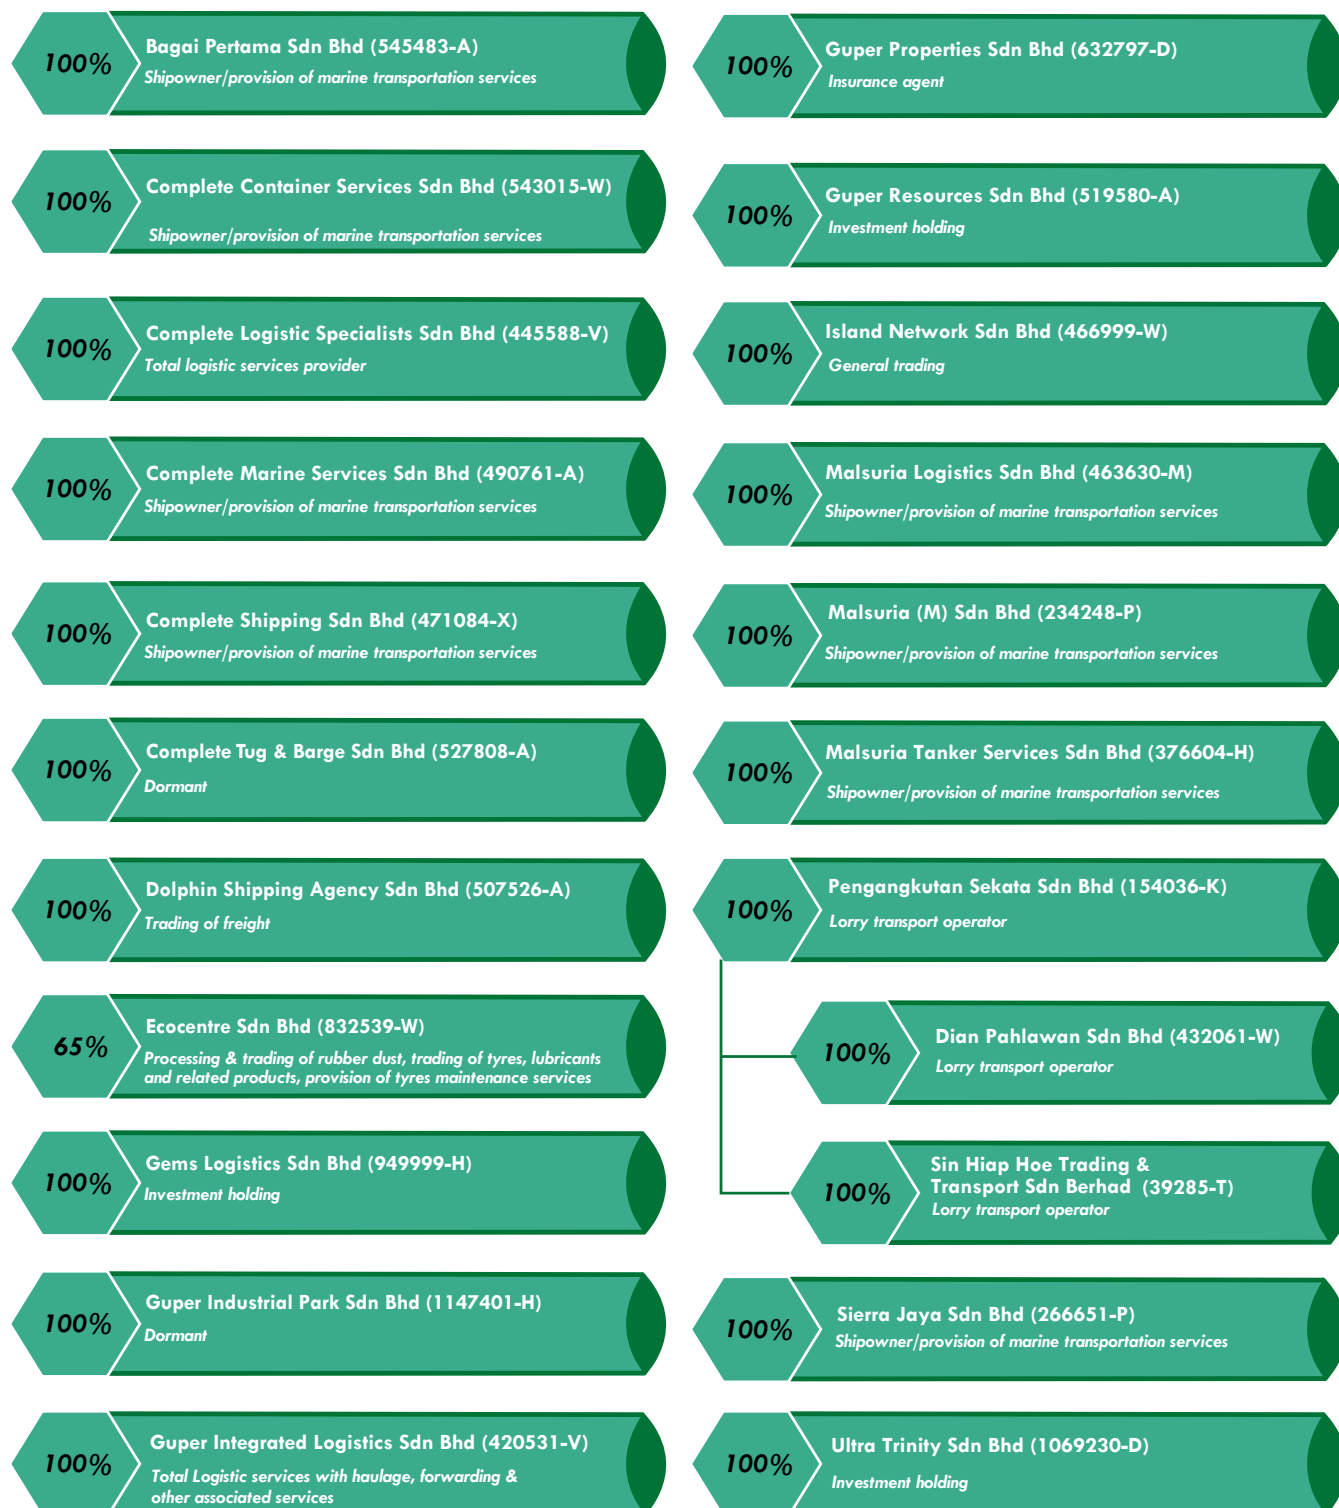 100%
Bagai Pertama Sdn Bhd (545483-A)
Shipowner/provision of marine transportation services
100%
Complete Container Services Sdn Bhd (543015-W)
Shipowner/provision of marine transportation services
100%
Complete Logistic Specialists Sdn Bhd (445588-V)
Total logistic services provider
100%
Complete Marine Services Sdn Bhd (490761-A)
Shipowner/provision of marine transportation services
100%
Complete Shipping Sdn Bhd (471084-X)
Shipowner/provision of marine transportation services
100%
Complete Tug & Barge Sdn Bhd (527808-A)
Dormant
100%
Dolphin Shipping Agency Sdn Bhd (507526-A)
Trading of freight
65%
Ecocentre Sdn Bhd (832539-W)
Processing & trading of rubber dust, trading of tyres, lubricants
and related products, provision of tyres maintenance services
100%
Gems Logistics Sdn Bhd (949999-H)
Investment holding
100%
Guper Industrial Park Sdn Bhd (1147401-H)
Dormant
100%
Guper Integrated Logistics Sdn Bhd (420531-V)
Total Logistic services with haulage, forwarding &
other associated services
100%
Guper Properties Sdn Bhd (632797-D)
Insurance agent
100%
Guper Resources Sdn Bhd (519580-A)
Investment holding
100%
Island Network Sdn Bhd (466999-W)
General trading
100%
Malsuria Logistics Sdn Bhd (463630-M)
Shipowner/provision of marine transportation services
100%
Malsuria (M) Sdn Bhd (234248-P)
Shipowner/provision of marine transportation services
100%
Malsuria Tanker Services Sdn Bhd (376604-H)
Shipowner/provision of marine transportation services
100%
Pengangkutan Sekata Sdn Bhd (154036-K)
Lorry transport operator
100%
Dian Pahlawan Sdn Bhd (432061-W)
Lorry transport operator
100%
Sin Hiap Hoe Trading &
Transport Sdn Berhad (39285-T)
Lorry transport operator
100%
Sierra Jaya Sdn Bhd (266651-P)
Shipowner/provision of marine transportation services
100%
Ultra Trinity Sdn Bhd (1069230-D)
Investment holding